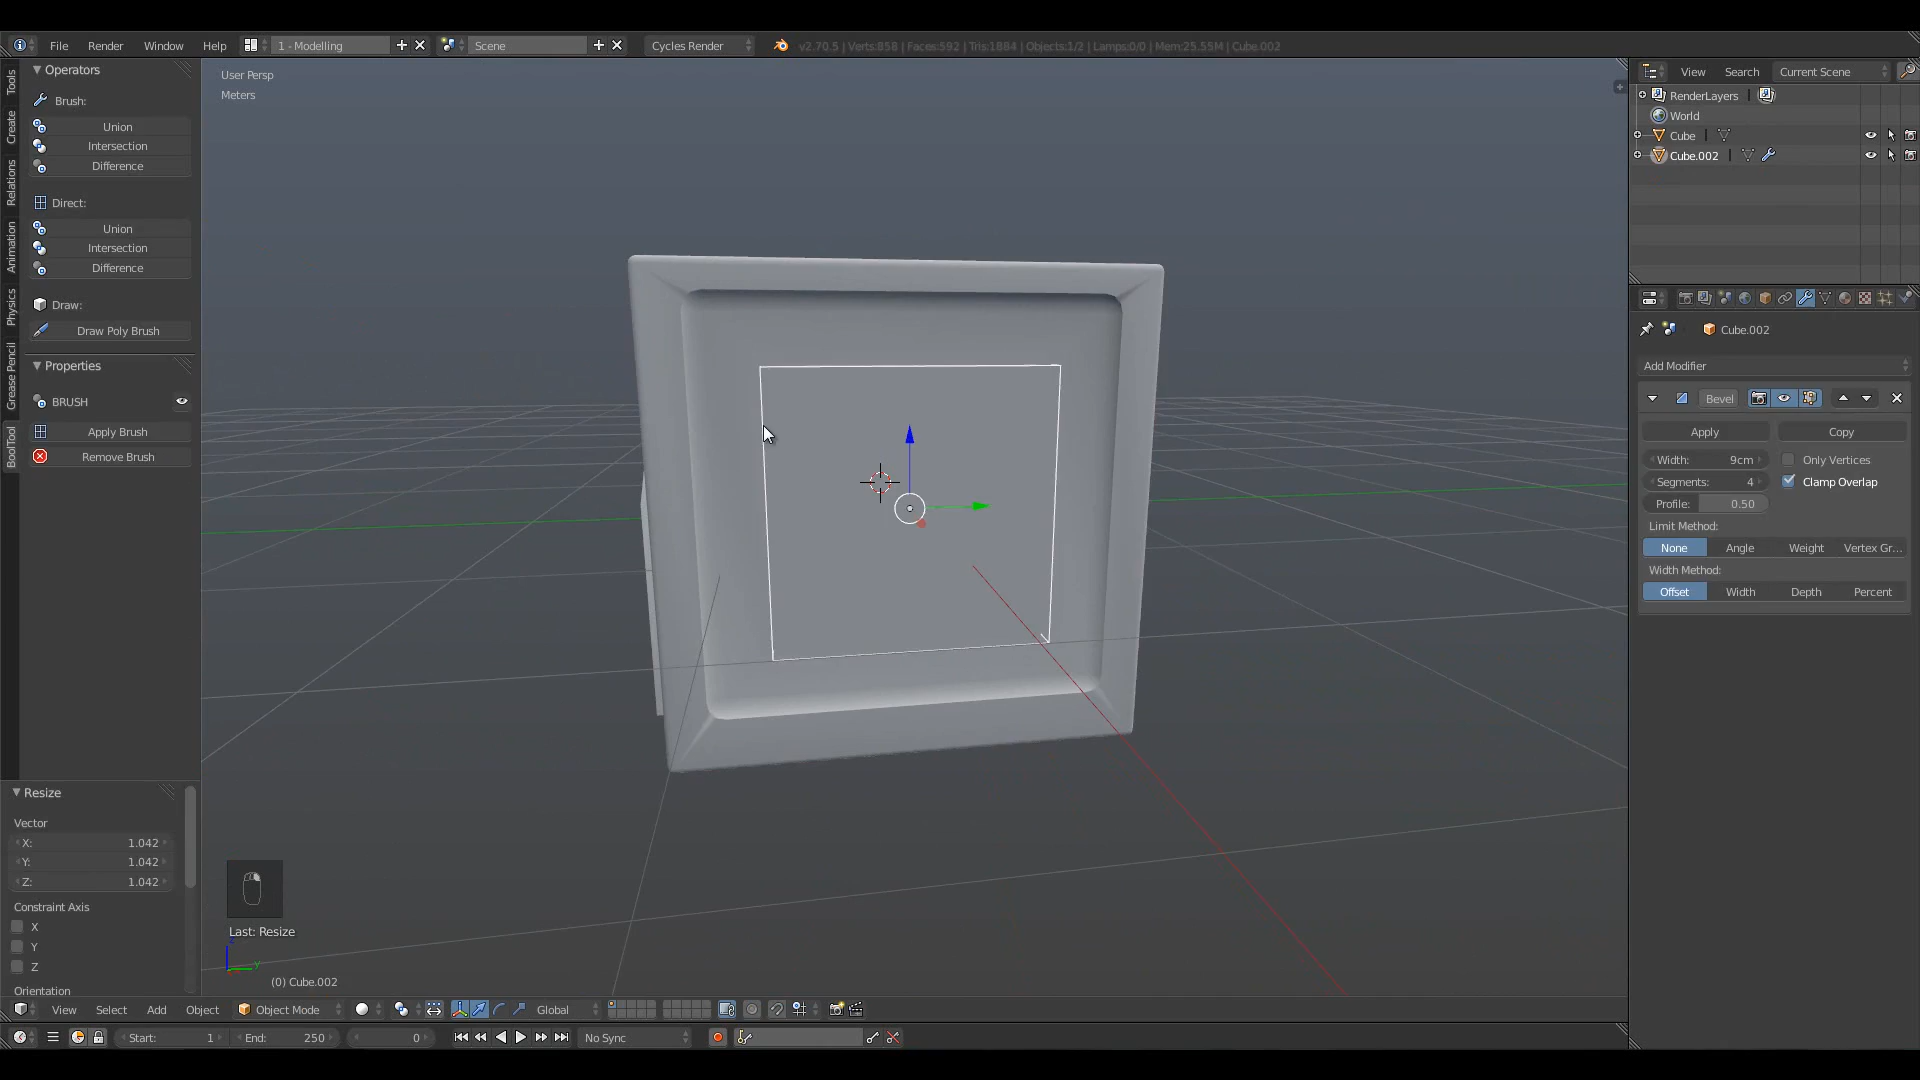 File Render Window Help 1 - Modelling Scene Cycles Render v2.70.5 | Verts:858 | Faces:592 | Tris:1884 | Objects:1/2 | Lamps:0/0 | Mem:25.55M | Cube.002
Tools
Create
Relations
Animation
Physics
Grease Pencil
BoolTool
Operators
Brush:
Union
Intersection
Difference
Direct:
Union
Intersection
Difference
Draw:
Draw Poly Brush
Properties
BRUSH
Apply Brush
Remove Brush
Resize
Vector
X: 1.042
Y: 1.042
Z: 1.042
Constraint Axis
X
Y
Z
Orientation
User Persp
Meters
Last: Resize
z
y
(0) Cube.002
View Search Current Scene
RenderLayers |
World
Cube |
Cube.002 |
Cube.002
Add Modifier
Bevel
Apply Copy
Width: 9cm Only Vertices
Segments: 4 Clamp Overlap
Profile: 0.50
Limit Method:
None Angle Weight Vertex Gr...
Width Method:
Offset Width Depth Percent
View Select Add Object Object Mode Global
Start: 1 End: 250 0 No Sync